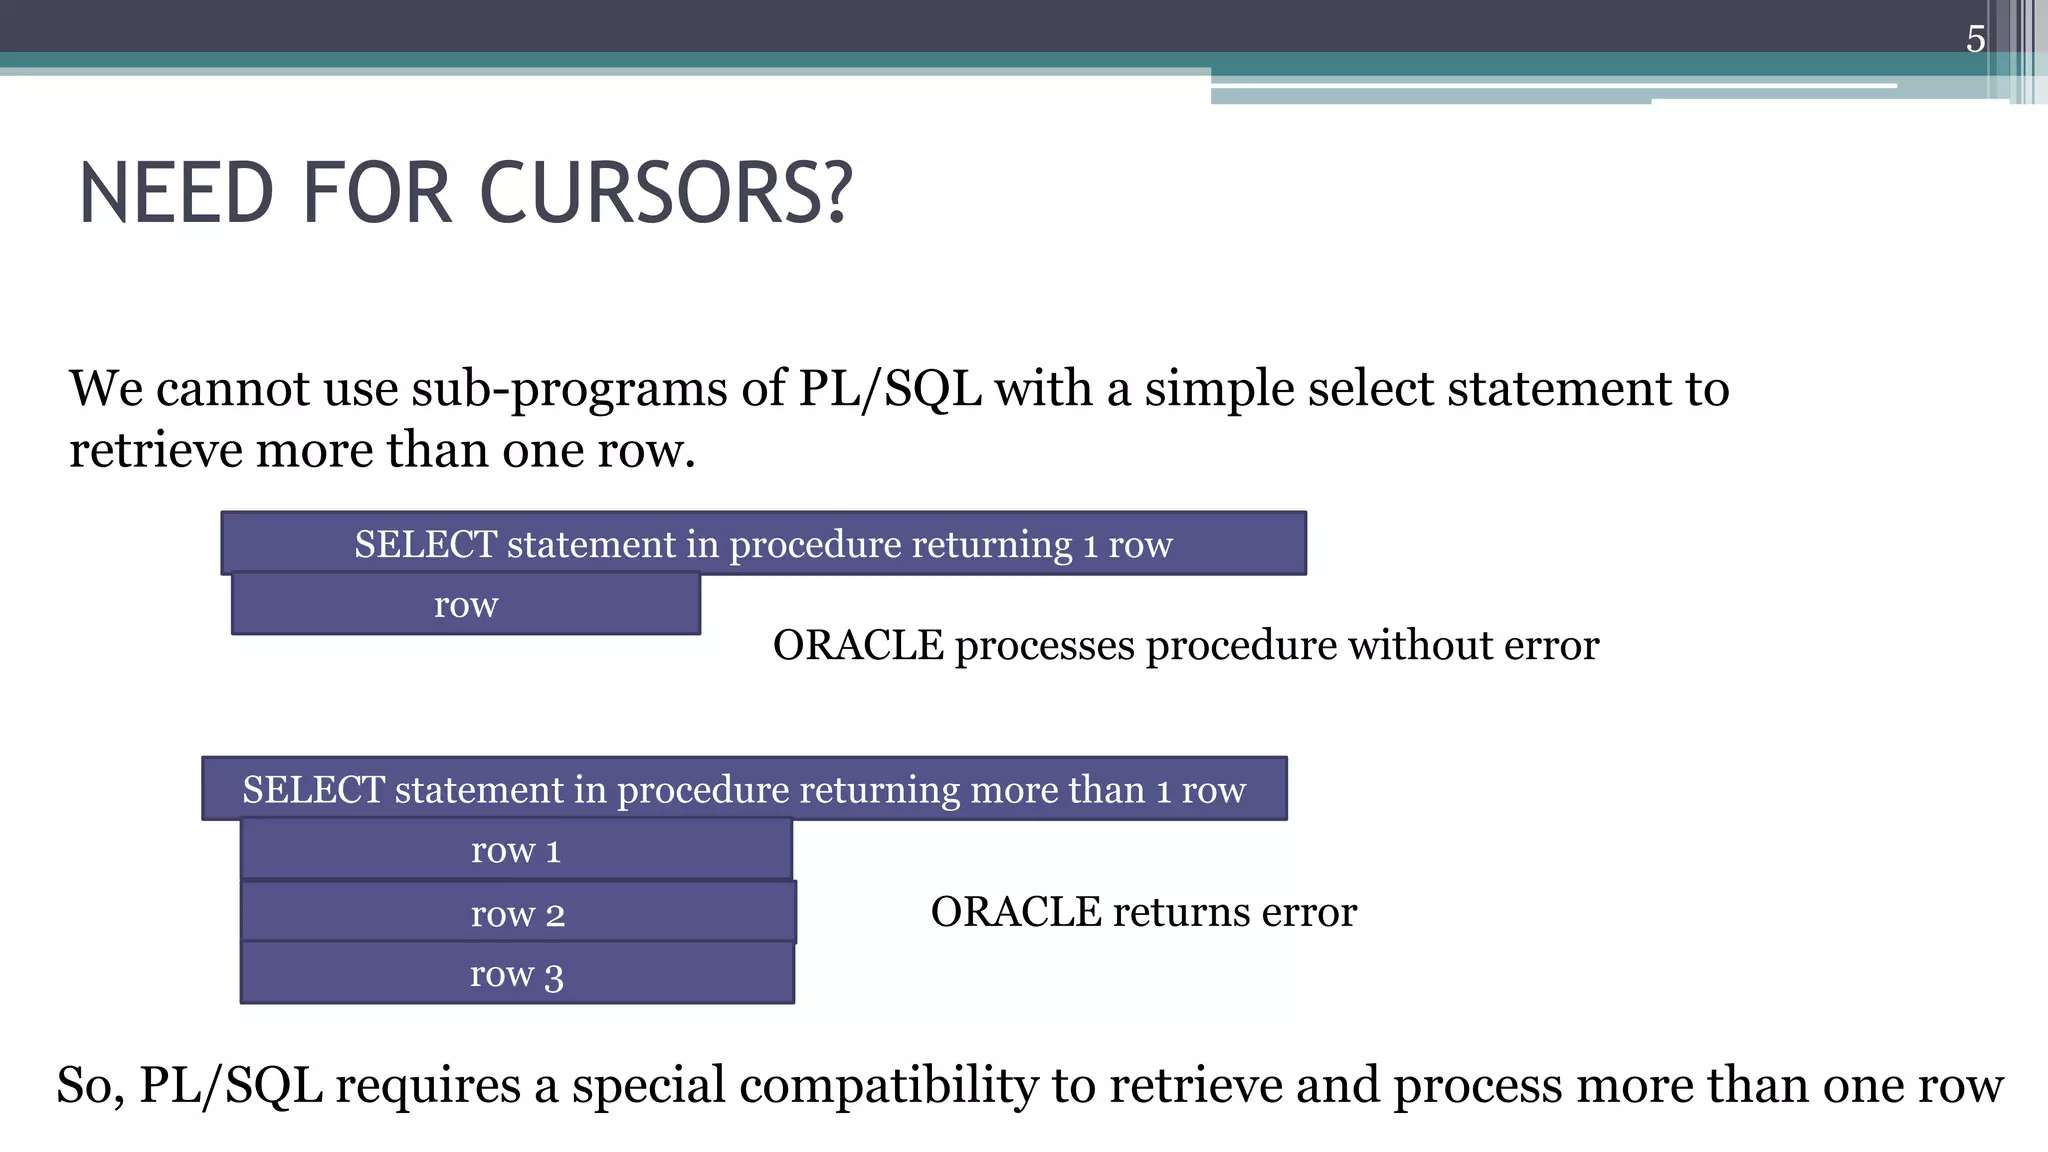 5
NEED FOR CURSORS?
We cannot use sub-programs of PL/SQL with a simple select statement to
retrieve more than one row.
SELECT statement in procedure returning 1 row
row
ORACLE processes procedure without error
SELECT statement in procedure returning more than 1 row
row 1
row 2
ORACLE returns error
row 3
So, PL/SQL requires a special compatibility to retrieve and process more than one row